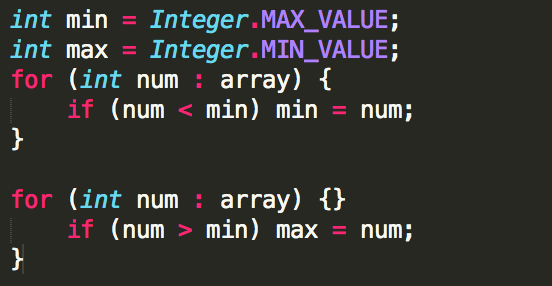 int min = Integer.MAX_VALUE;
int max = Integer.MIN_VALUE;
for (int num : array) {
    if (num < min) min = num;
}

for (int num : array) {}
    if (num > min) max = num;
}